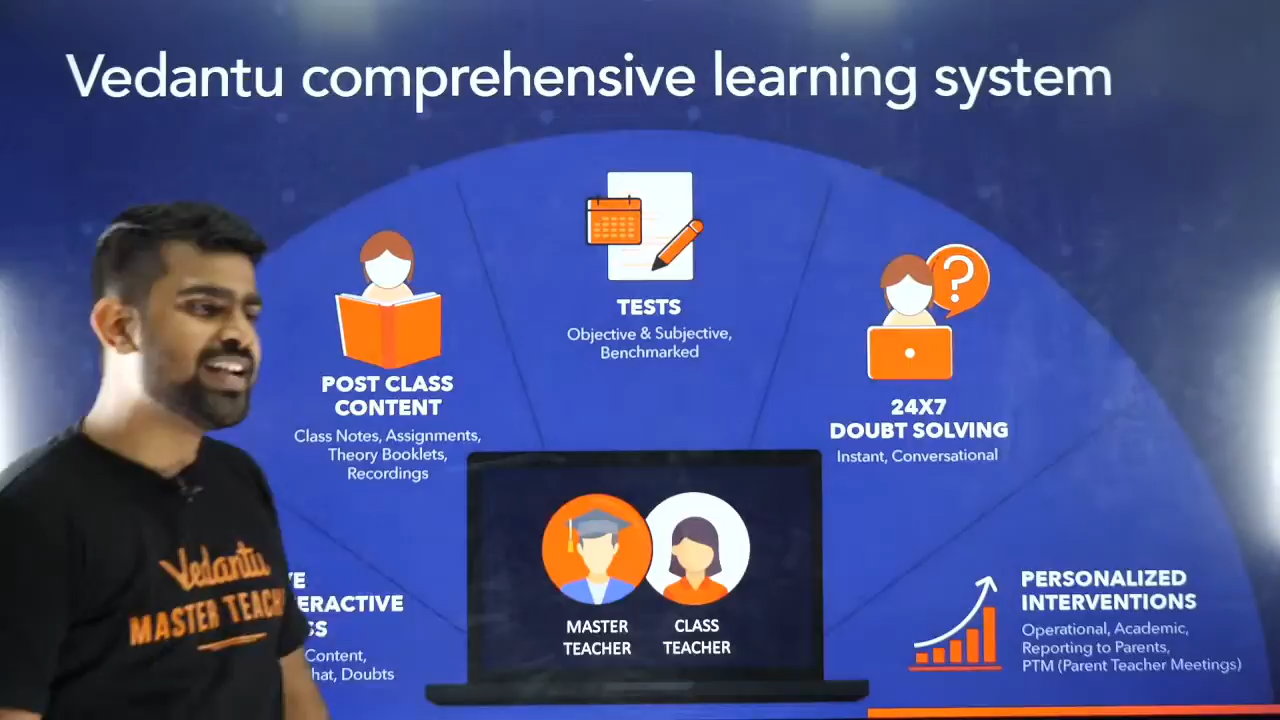 Vedantu comprehensive learning system
TESTS
Objective & Subjective,
Benchmarked
POST CLASS
CONTENT
Class Notes, Assignments,
Theory Booklets,
Recordings
24X7
DOUBT SOLVING
Instant, Conversational
MASTER
TEACHER
CLASS
TEACHER
PERSONALIZED
INTERVENTIONS
Operational, Academic,
Reporting to Parents,
PTM (Parent Teacher Meetings)
Content,
Doubts
Vedantu
MASTER